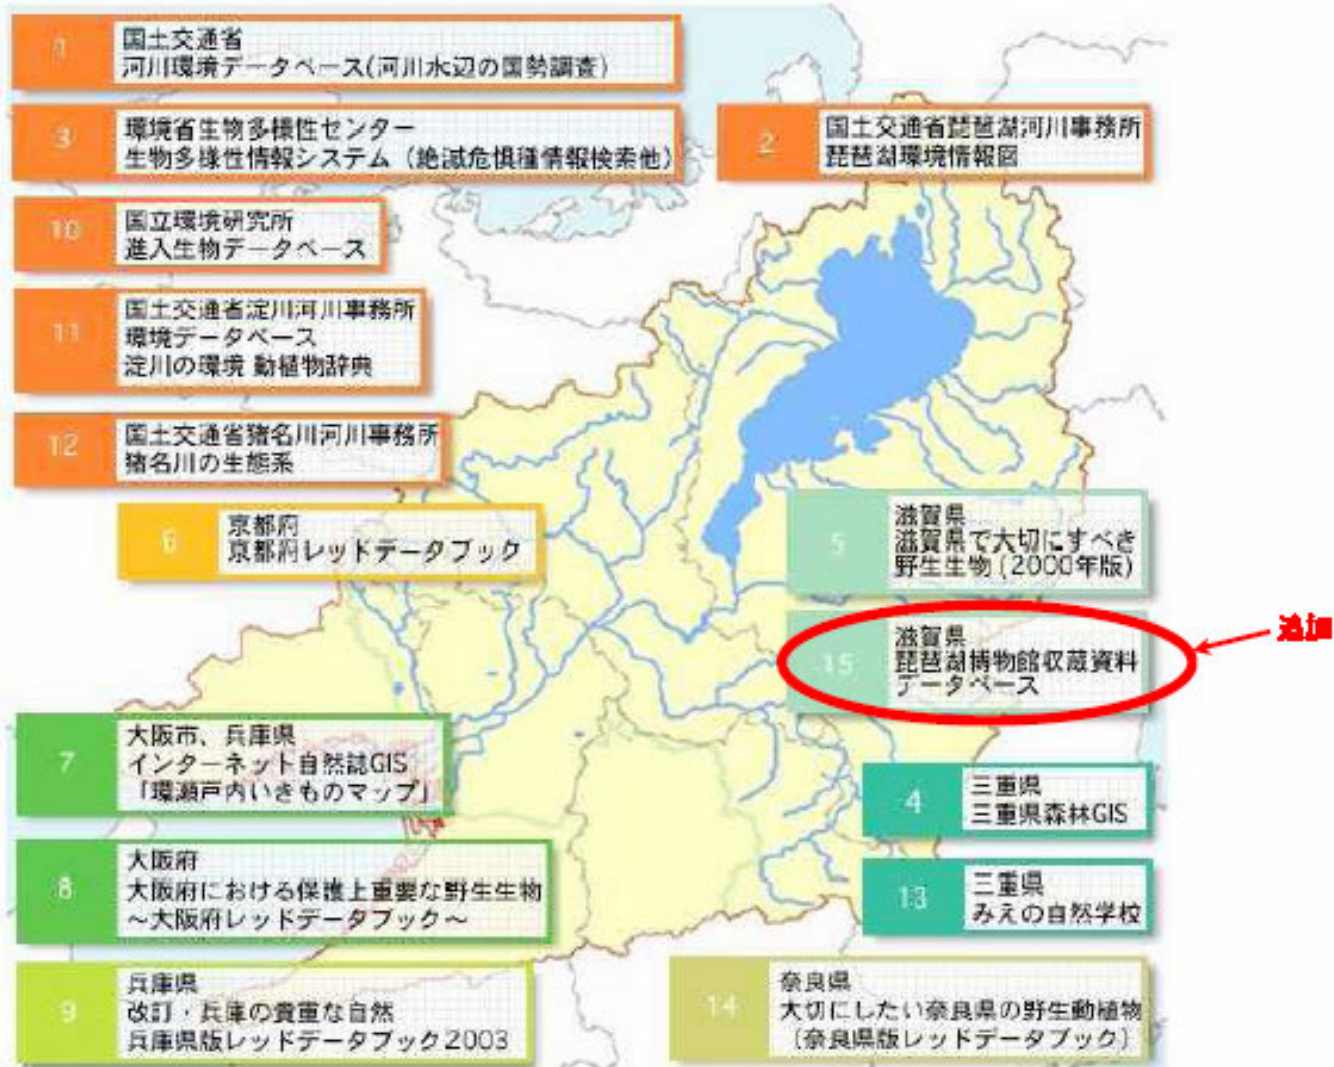 1
国土交通省
河川環境データベース(河川水辺の国勢調査)
3
環境省生物多様性センター
生物多様性情報システム(絶滅危惧種情報検索他)
2
国土交通省琵琶湖河川事務所
琵琶湖環境情報図
10
国立環境研究所
進入生物データベース
11
国土交通省淀川河川事務所
環境データベース
淀川の環境 動植物辞典
12
国土交通省猪名川河川事務所
猪名川の生態系
6
京都府
京都府レッドデータブック
5
滋賀県
滋賀県で大切にすべき
野生生物(2000年版)
15
滋賀県
琵琶湖博物館収蔵資料
データベース
追加
7
大阪市、兵庫県
インターネット自然誌GIS
「環瀬戸内いきものマップ」
4
三重県
三重県森林GIS
8
大阪府
大阪府における保護上重要な野生生物
～大阪府レッドデータブック～
13
三重県
みえの自然学校
9
兵庫県
改訂・兵庫の貴重な自然
兵庫県版レッドデータブック2003
14
奈良県
大切にしたい奈良県の野生動植物
(奈良県版レッドデータブック)